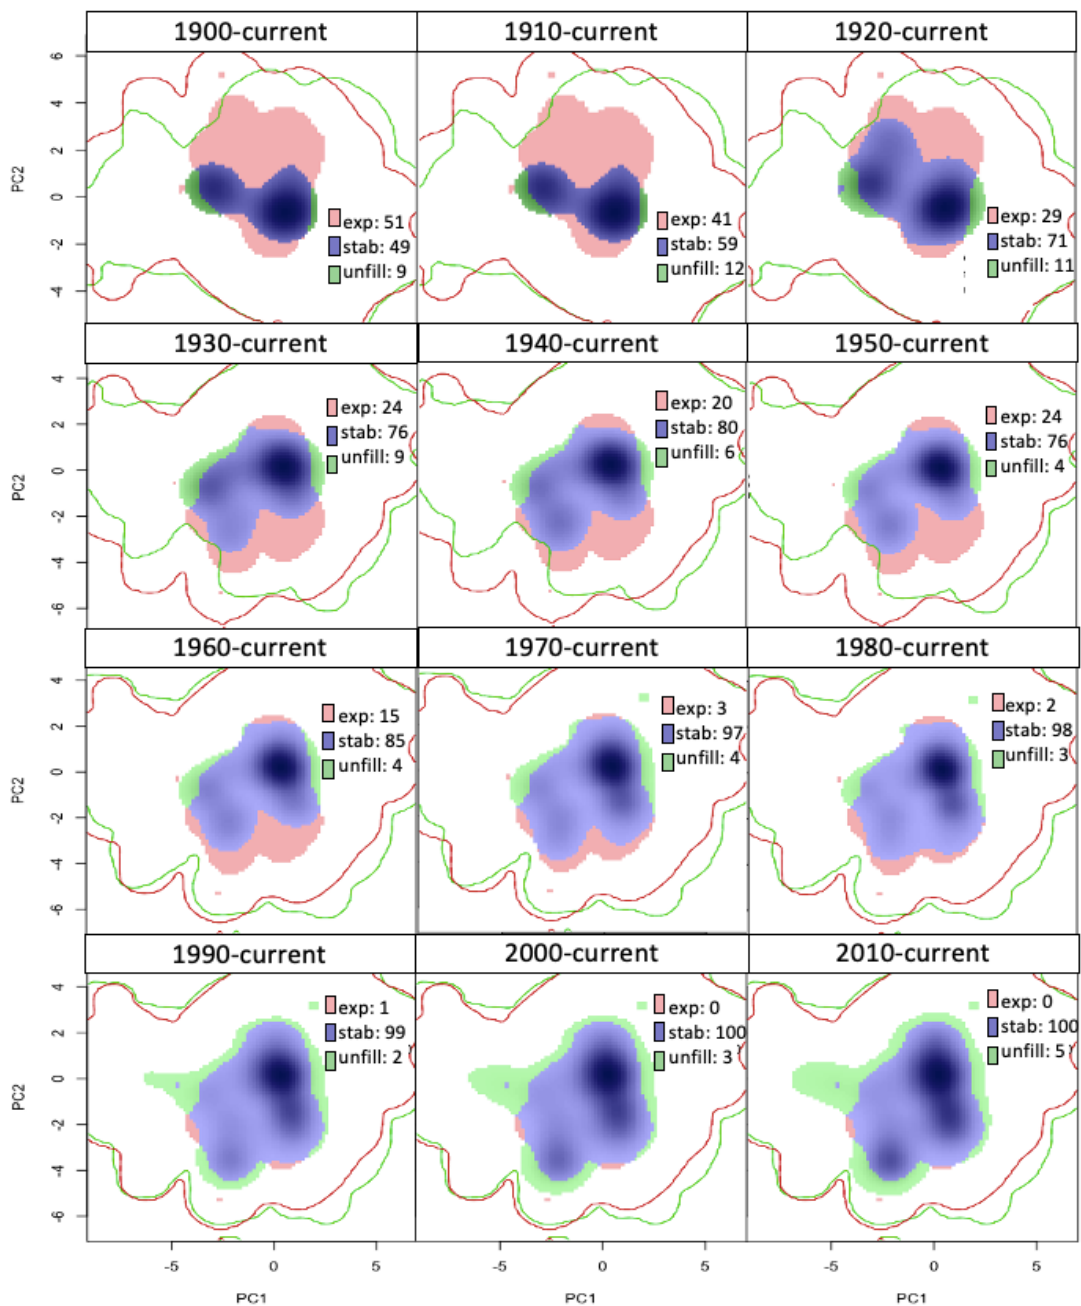 1900-current 1910-current 1920-current
6
4
2
0
-2
4
PC2
exp: 51
stab: 49
unfill: 9
exp: 41
stab: 59
unfill: 12
exp: 29
stab: 71
unfill: 11
1930-current 1940-current 1950-current
4
2
0
-2
-4
-6
PC2
exp: 24
stab: 76
unfill: 9
exp: 20
stab: 80
unfill: 6
exp: 24
stab: 76
unfill: 4
1960-current 1970-current 1980-current
4
2
0
-2
-4
-6
PC2
exp: 15
stab: 85
unfill: 4
exp: 3
stab: 97
unfill: 4
exp: 2
stab: 98
unfill: 3
1990-current 2000-current 2010-current
4
2
0
-2
-4
-6
PC2
exp: 1
stab: 99
unfill: 2
exp: 0
stab: 100
unfill: 3
exp: 0
stab: 100
unfill: 5
-5 0 5 -5 0 5 -5 0 5
PC1 PC1 PC1